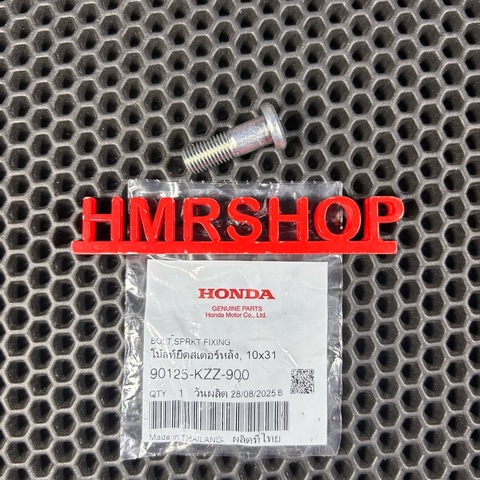 HMRSHOP
HONDA
GENUINE PARTS
Honda Motor Co., Ltd.
BOLT, SPRKT FIXING
โบ้ลท์ยึดสเตอร์หลัง, 10x31
90125-KZZ-900
QTY 1 วันผลิต 28/08/2025 B
Made in THAILAND. ผลิตที่ไทย